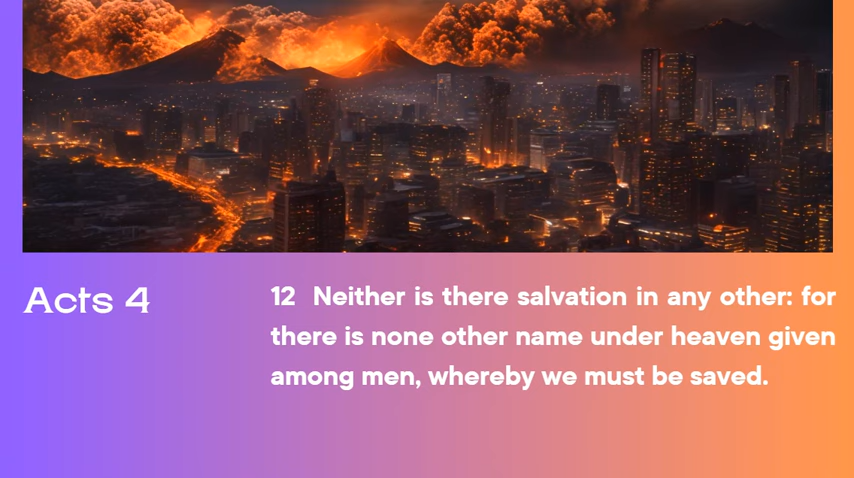 Acts 4
12 Neither is there salvation in any other: for
there is none other name under heaven given
among men, whereby we must be saved.